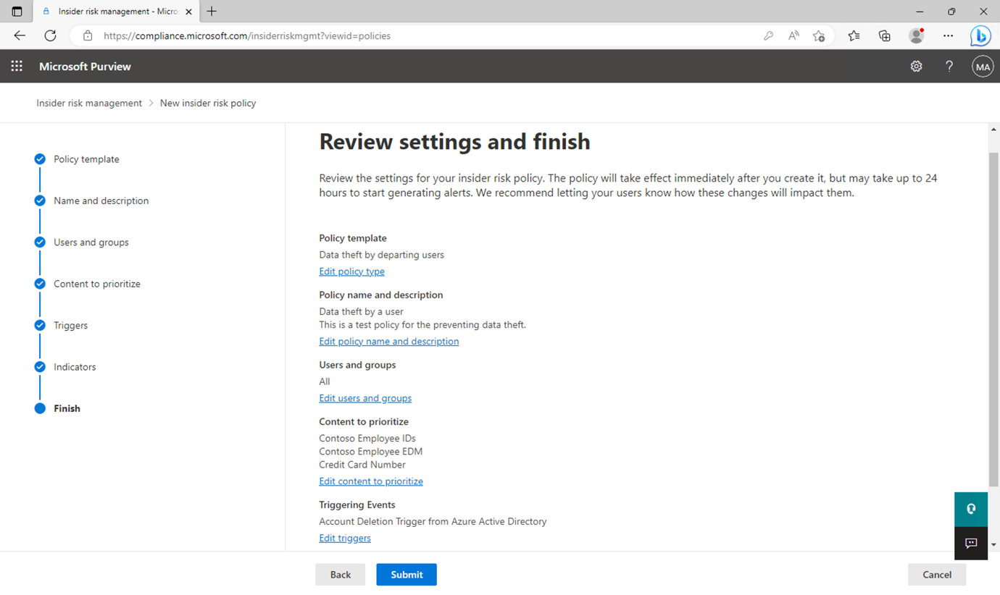 Insider risk management - Micro
https://compliance.microsoft.com/insiderriskmgmt?viewid=policies
Microsoft Purview
MA
Insider risk management > New insider risk policy
Policy template
Name and description
Users and groups
Content to prioritize
Triggers
Indicators
Finish
Review settings and finish
Review the settings for your insider risk policy. The policy will take effect immediately after you create it, but may take up to 24
hours to start generating alerts. We recommend letting your users know how these changes will impact them.
Policy template
Data theft by departing users
Edit policy type
Policy name and description
Data theft by a user
This is a test policy for the preventing data theft.
Edit policy name and description
Users and groups
All
Edit users and groups
Content to prioritize
Contoso Employee IDs
Contoso Employee EDM
Credit Card Number
Edit content to prioritize
Triggering Events
Account Deletion Trigger from Azure Active Directory
Edit triggers
Back
Submit
Cancel